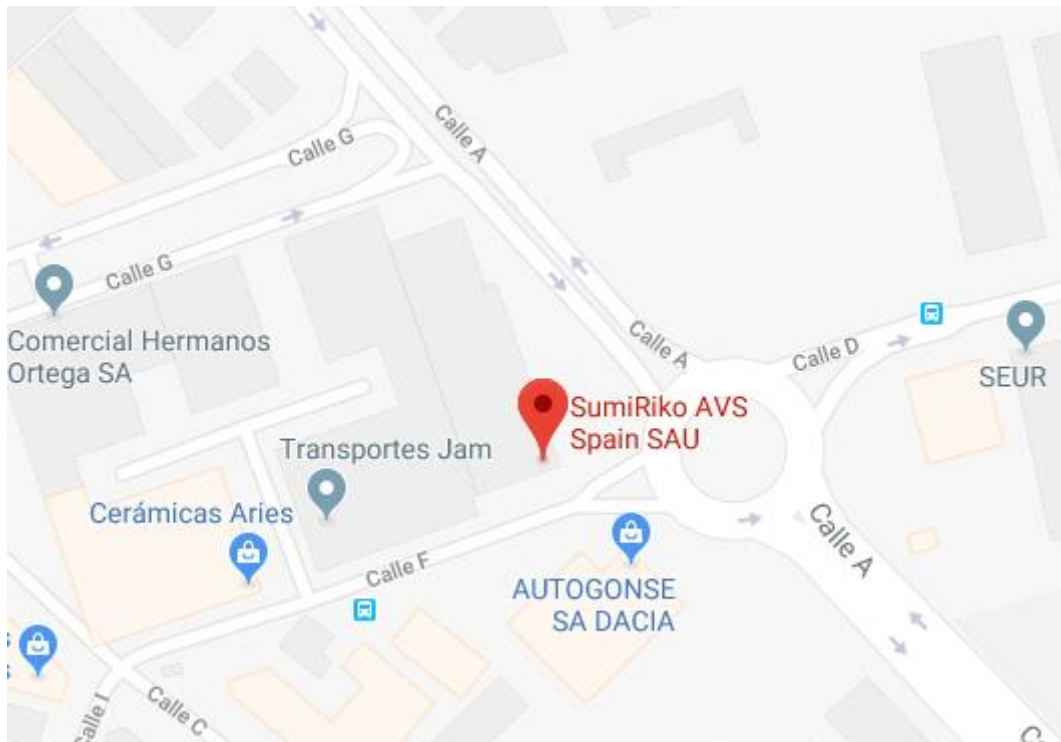 Calle G
Calle A
Calle G
Comercial Hermanos
Ortega SA
Calle A
Calle D
SEUR
SumiRiko AVS
Spain SAU
Transportes Jam
Cerámicas Aries
Calle A
Calle F
AUTOGONSE
SA DACIA
Calle I
Calle C